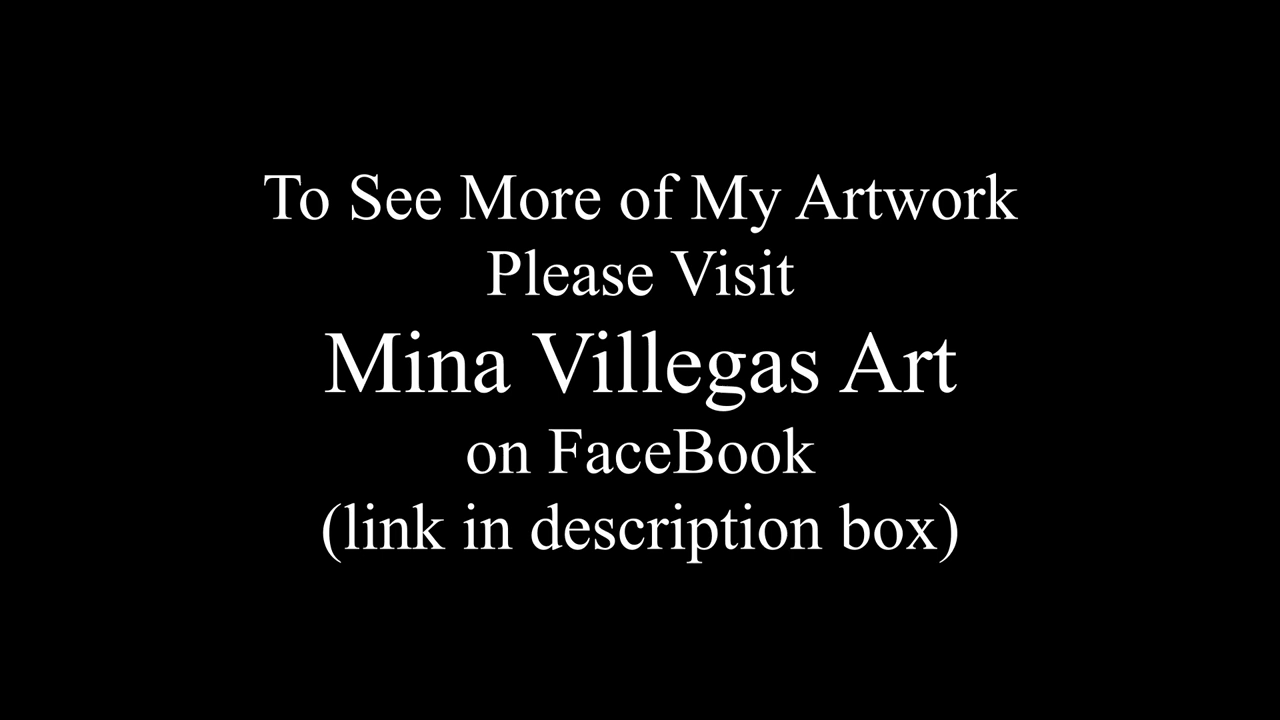 To See More of My Artwork
Please Visit
Mina Villegas Art
on FaceBook
(link in description box)